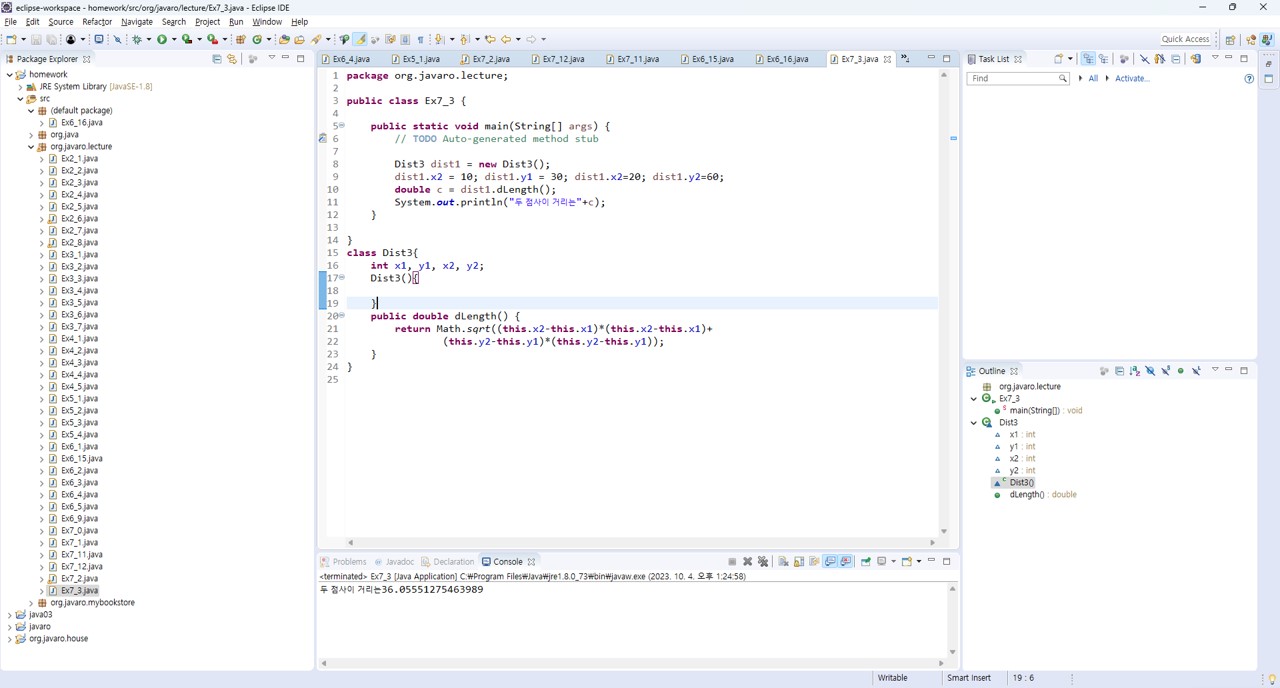 eclipse-workspace - homework/src/org/javaro/lecture/Ex7_3.java - Eclipse IDE
File Edit Source Refactor Navigate Search Project Run Window Help
Quick Access
Package Explorer
homework
JRE System Library [JavaSE-1.8]
src
(default package)
Ex6_16.java
org.java
org.javaro.lecture
Ex2_1.java
Ex2_2.java
Ex2_3.java
Ex2_4.java
Ex2_5.java
Ex2_6.java
Ex2_7.java
Ex2_8.java
Ex3_1.java
Ex3_2.java
Ex3_3.java
Ex3_4.java
Ex3_5.java
Ex3_6.java
Ex3_7.java
Ex4_1.java
Ex4_2.java
Ex4_3.java
Ex4_4.java
Ex4_5.java
Ex5_1.java
Ex5_2.java
Ex5_3.java
Ex5_4.java
Ex6_1.java
Ex6_15.java
Ex6_2.java
Ex6_3.java
Ex6_4.java
Ex6_5.java
Ex6_9.java
Ex7_0.java
Ex7_1.java
Ex7_11.java
Ex7_12.java
Ex7_2.java
Ex7_3.java
org.javaro.mybookstore
java03
javaro
org.javaro.house
Ex6_4.java Ex5_1.java Ex7_2.java Ex7_12.java Ex7_11.java Ex6_15.java Ex6_16.java Ex7_3.java
1 package org.javaro.lecture;
2
3 public class Ex7_3 {
4
5 public static void main(String[] args) {
6 // TODO Auto-generated method stub
7
8 Dist3 dist1 = new Dist3();
9 dist1.x2 = 10; dist1.y1 = 30; dist1.x2=20; dist1.y2=60;
10 double c = dist1.dLength();
11 System.out.println("두 점사이 거리는"+c);
12 }
13
14 }
15 class Dist3{
16 int x1, y1, x2, y2;
17 Dist3(){
18
19 }
20 public double dLength() {
21 return Math.sqrt((this.x2-this.x1)*(this.x2-this.x1)+
22 (this.y2-this.y1)*(this.y2-this.y1));
23 }
24 }
25
Problems Javadoc Declaration Console
<terminated> Ex7_3 [Java Application] C:₩Program Files₩Java₩jre1.8.0_73₩bin₩javaw.exe (2023. 10. 4. 오후 1:24:58)
두 점사이 거리는36.05551275463989
Task List
Find All Activate...
Outline
org.javaro.lecture
Ex7_3
main(String[]) : void
Dist3
x1 : int
y1 : int
x2 : int
y2 : int
Dist3()
dLength() : double
Writable Smart Insert 19 : 6